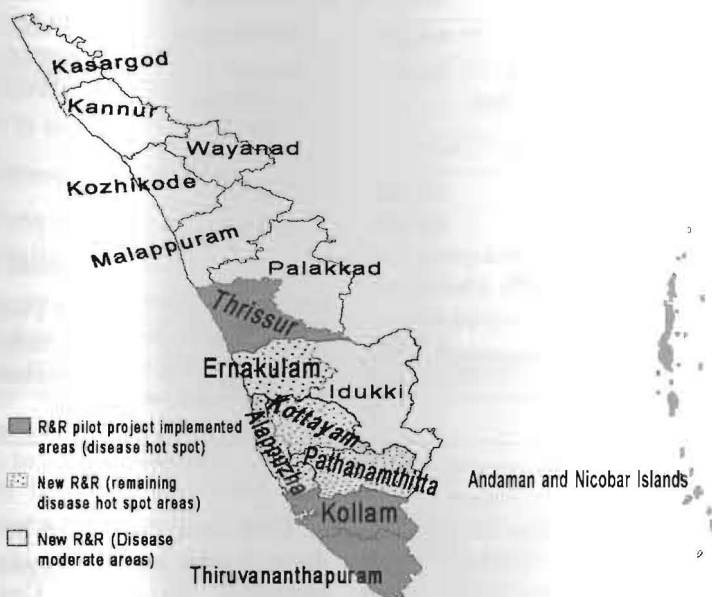 Kasargod
Kannur
Wayanad
Kozhikode
Malappuram
Palakkad
Thrissur
Ernakulam
Idukki
Kottayam
Alappuzha
Pathanamthitta
Kollam
Thiruvananthapuram
R&R pilot project implemented
areas (disease hot spot)
New R&R (remaining
disease hot spot areas)
New R&R (Disease
moderate areas)
Andaman and Nicobar Islands